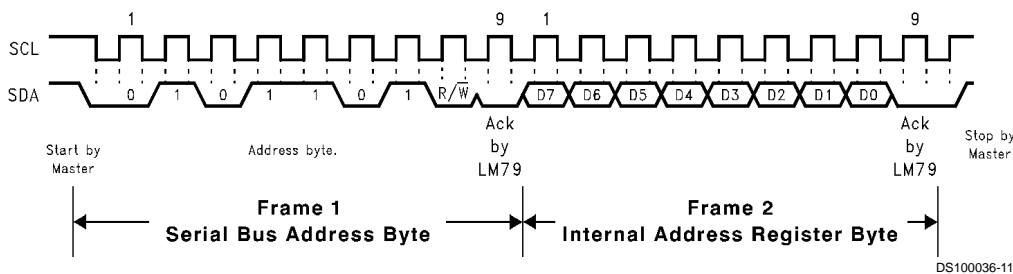 1 9 1 9
SCL
SDA 0 1 0 1 1 0 1 R/W D7 D6 D5 D4 D3 D2 D1 D0
Ack
by
LM79
Ack
by
LM79
Start by
Master
Address byte.
Stop by
Master
Frame 1
Serial Bus Address Byte
Frame 2
Internal Address Register Byte
DS100036-11